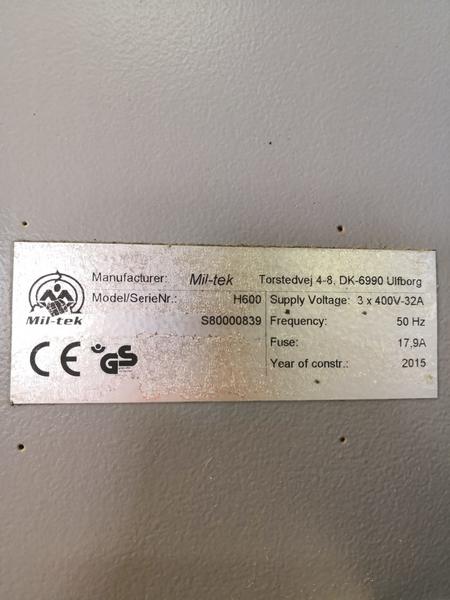 Manufacturer: Mil-tek Torstedvej 4-8, DK-6990 Ulfborg
Model/SerieNr.: H600 Supply Voltage: 3 x 400V-32A
Mil-tek S80000839 Frequency: 50 Hz
CE GS Fuse: 17,9A
Year of constr.: 2015